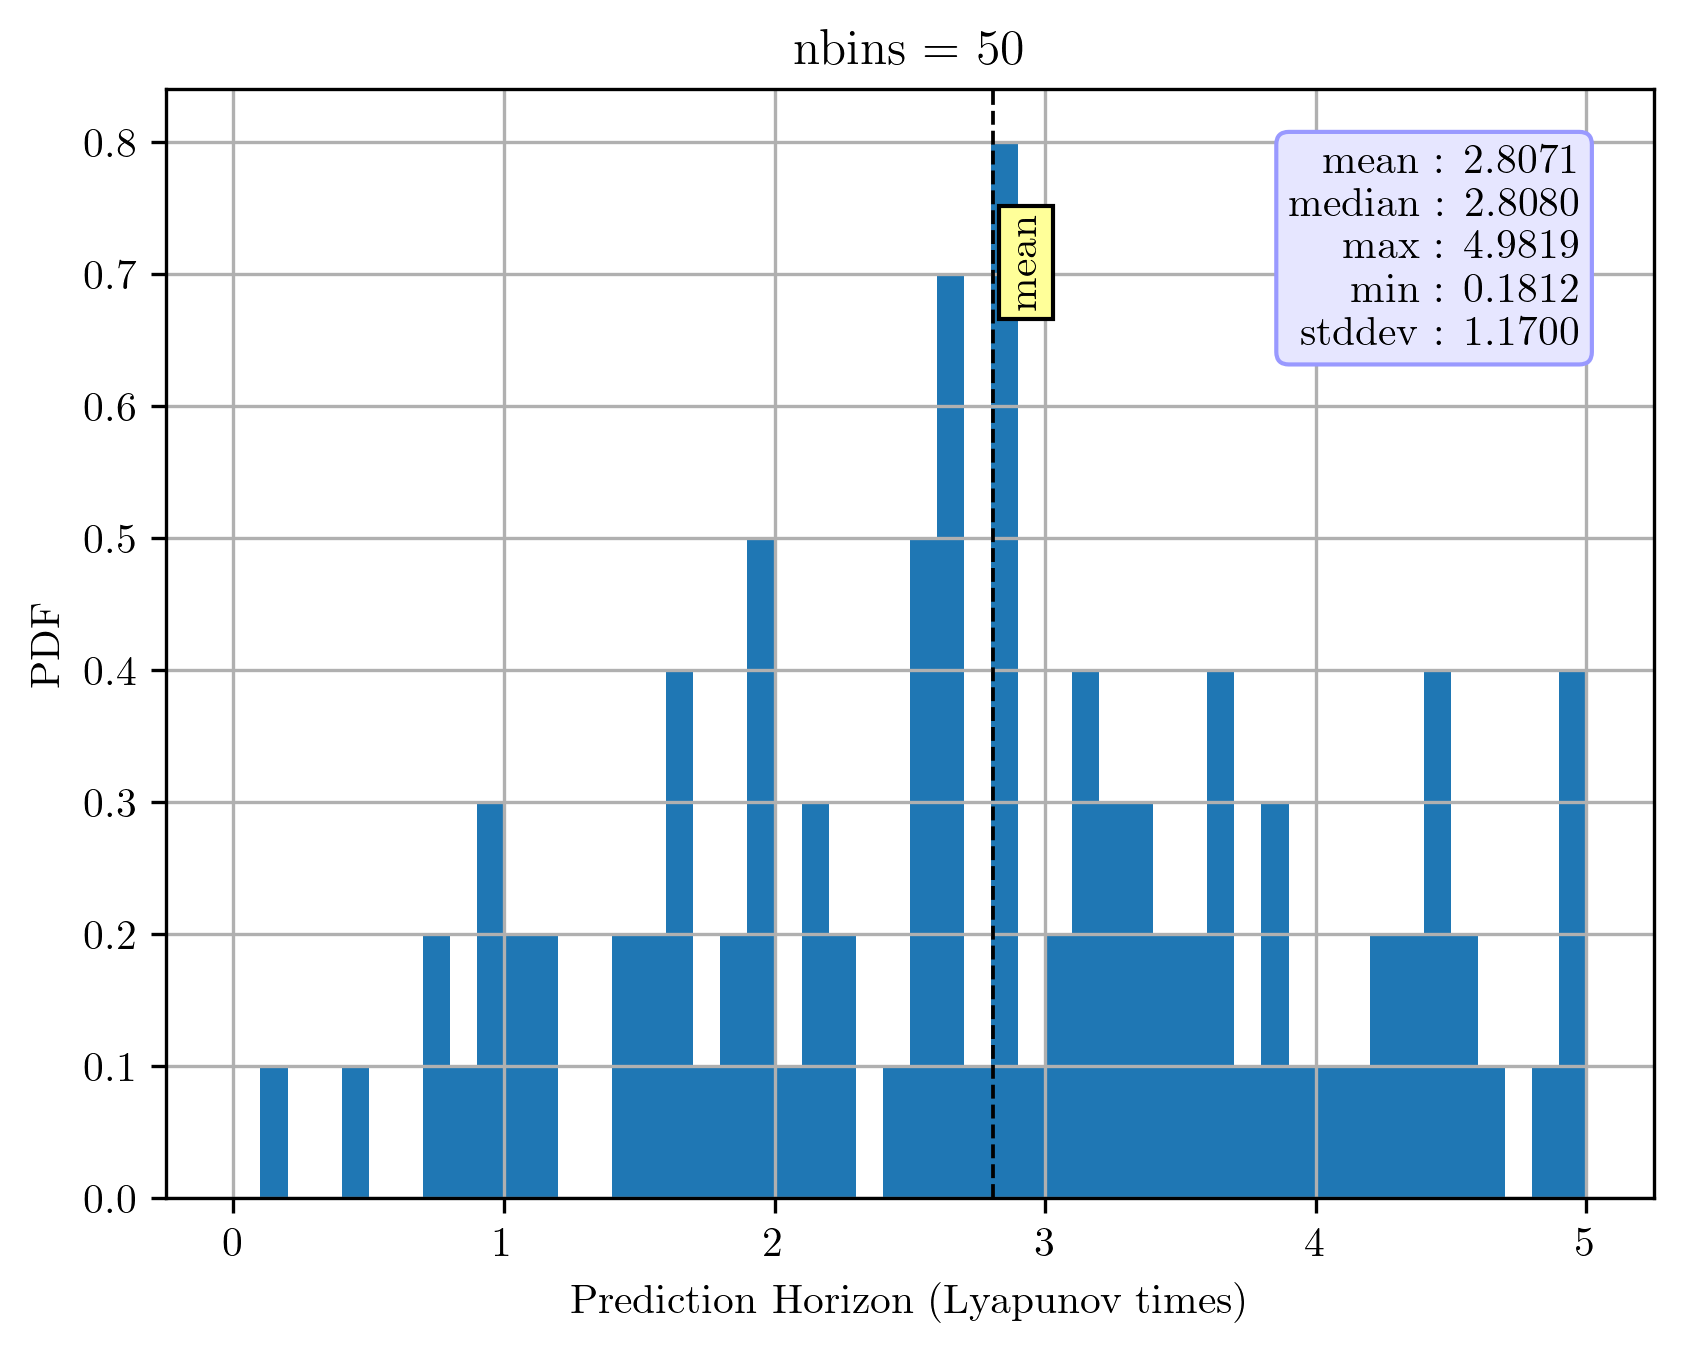 nbins = 50
0.8
0.7
0.6
0.5
0.4
0.3
0.2
0.1
0.0
PDF
mean
mean : 2.8071
median : 2.8080
max : 4.9819
min : 0.1812
stddev : 1.1700
0 1 2 3 4 5
Prediction Horizon (Lyapunov times)